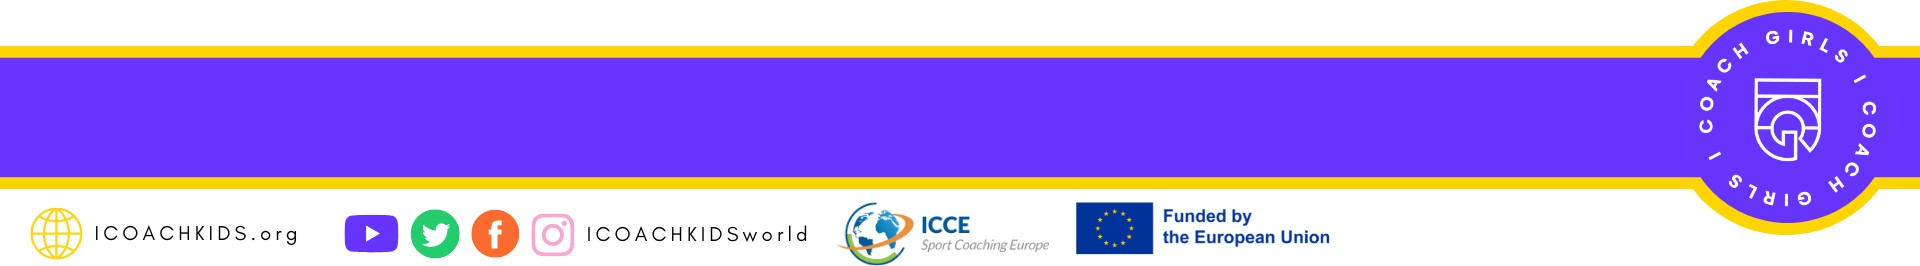 I COACH GIRLS I COACH GIRLS
ICOACHKIDS.org
ICOACHKIDSworld
ICCE
Sport Coaching Europe
Funded by
the European Union